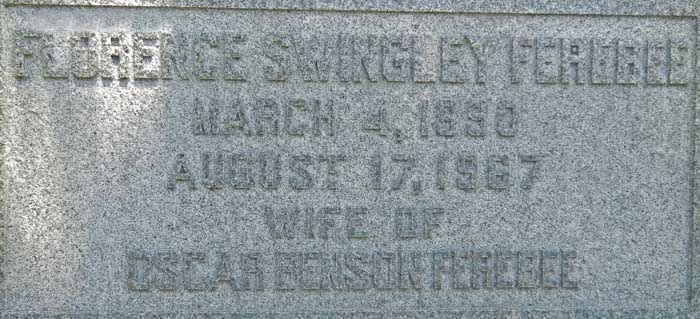 FLORENCE SWINGLEY FEREBEE
MARCH 4, 1890
AUGUST 17, 1967
WIFE OF
OSCAR BENSON FEREBEE